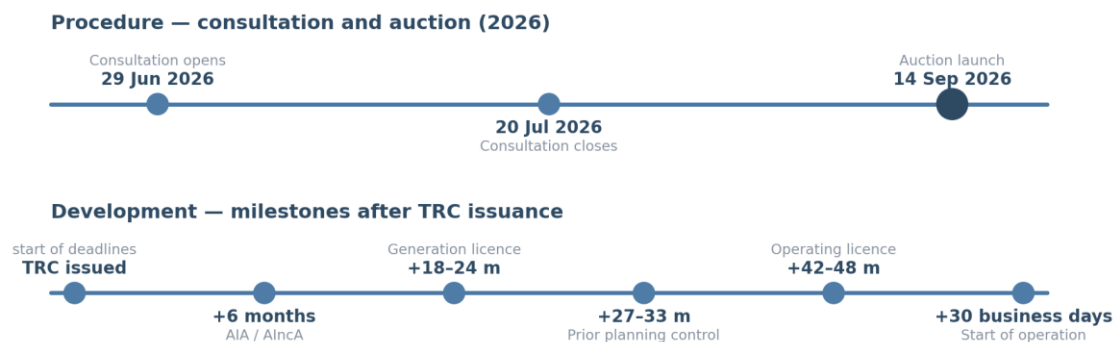 Procedure — consultation and auction (2026)
Consultation opens
29 Jun 2026
20 Jul 2026
Consultation closes
Auction launch
14 Sep 2026
Development — milestones after TRC issuance
start of deadlines
TRC issued
+6 months
AIA / AIncA
Generation licence
+18–24 m
+27–33 m
Prior planning control
Operating licence
+42–48 m
+30 business days
Start of operation